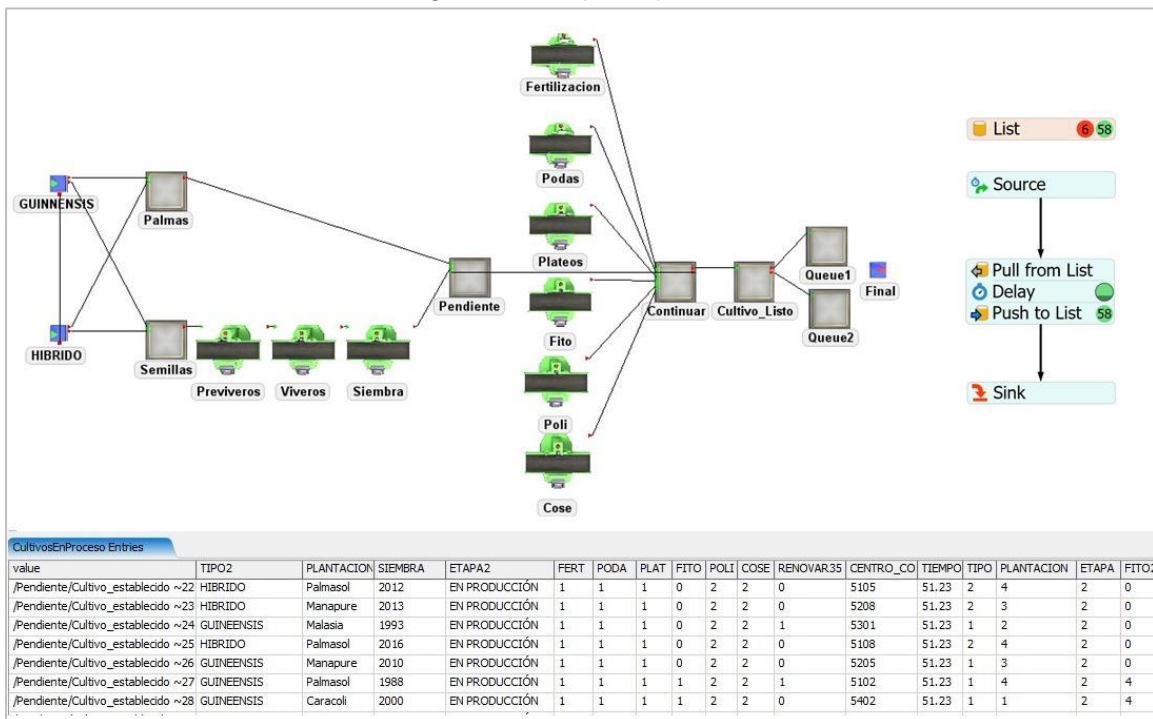 Fertilizacion
Podas
Plateos
Fito
Poli
Cose
GUINNENSIS
HIBRIDO
Palmas
Semillas
Previveros
Viveros
Siembra
Pendiente
Continuar
Cultivo_Listo
Queue1
Queue2
Final
List 6 58
Source
Pull from List
Delay
Push to List 58
Sink
CultivosEnProceso Entries
value TIPO2 PLANTACION SIEMBRA ETAPA2 FERT PODA PLAT FITO POLI COSE RENOVAR35 CENTRO_CO TIEMPO TIPO PLANTACION ETAPA FITO2
/Pendiente/Cultivo_establecido ~22 HIBRIDO Palmasol 2012 EN PRODUCCIÓN 1 1 1 0 2 2 0 5105 51.23 2 4 2 0
/Pendiente/Cultivo_establecido ~23 HIBRIDO Manapure 2013 EN PRODUCCIÓN 1 1 1 0 2 2 0 5208 51.23 2 3 2 0
/Pendiente/Cultivo_establecido ~24 GUINEENSIS Malasia 1993 EN PRODUCCIÓN 1 1 1 0 2 2 1 5301 51.23 1 2 2 0
/Pendiente/Cultivo_establecido ~25 HIBRIDO Palmasol 2016 EN PRODUCCIÓN 1 1 1 0 2 2 0 5108 51.23 2 4 2 0
/Pendiente/Cultivo_establecido ~26 GUINEENSIS Manapure 2010 EN PRODUCCIÓN 1 1 1 0 2 2 0 5205 51.23 1 3 2 0
/Pendiente/Cultivo_establecido ~27 GUINEENSIS Palmasol 1988 EN PRODUCCIÓN 1 1 1 1 2 2 1 5102 51.23 1 4 2 4
/Pendiente/Cultivo_establecido ~28 GUINEENSIS Caracoli 2000 EN PRODUCCIÓN 1 1 1 1 2 2 0 5402 51.23 1 1 2 4